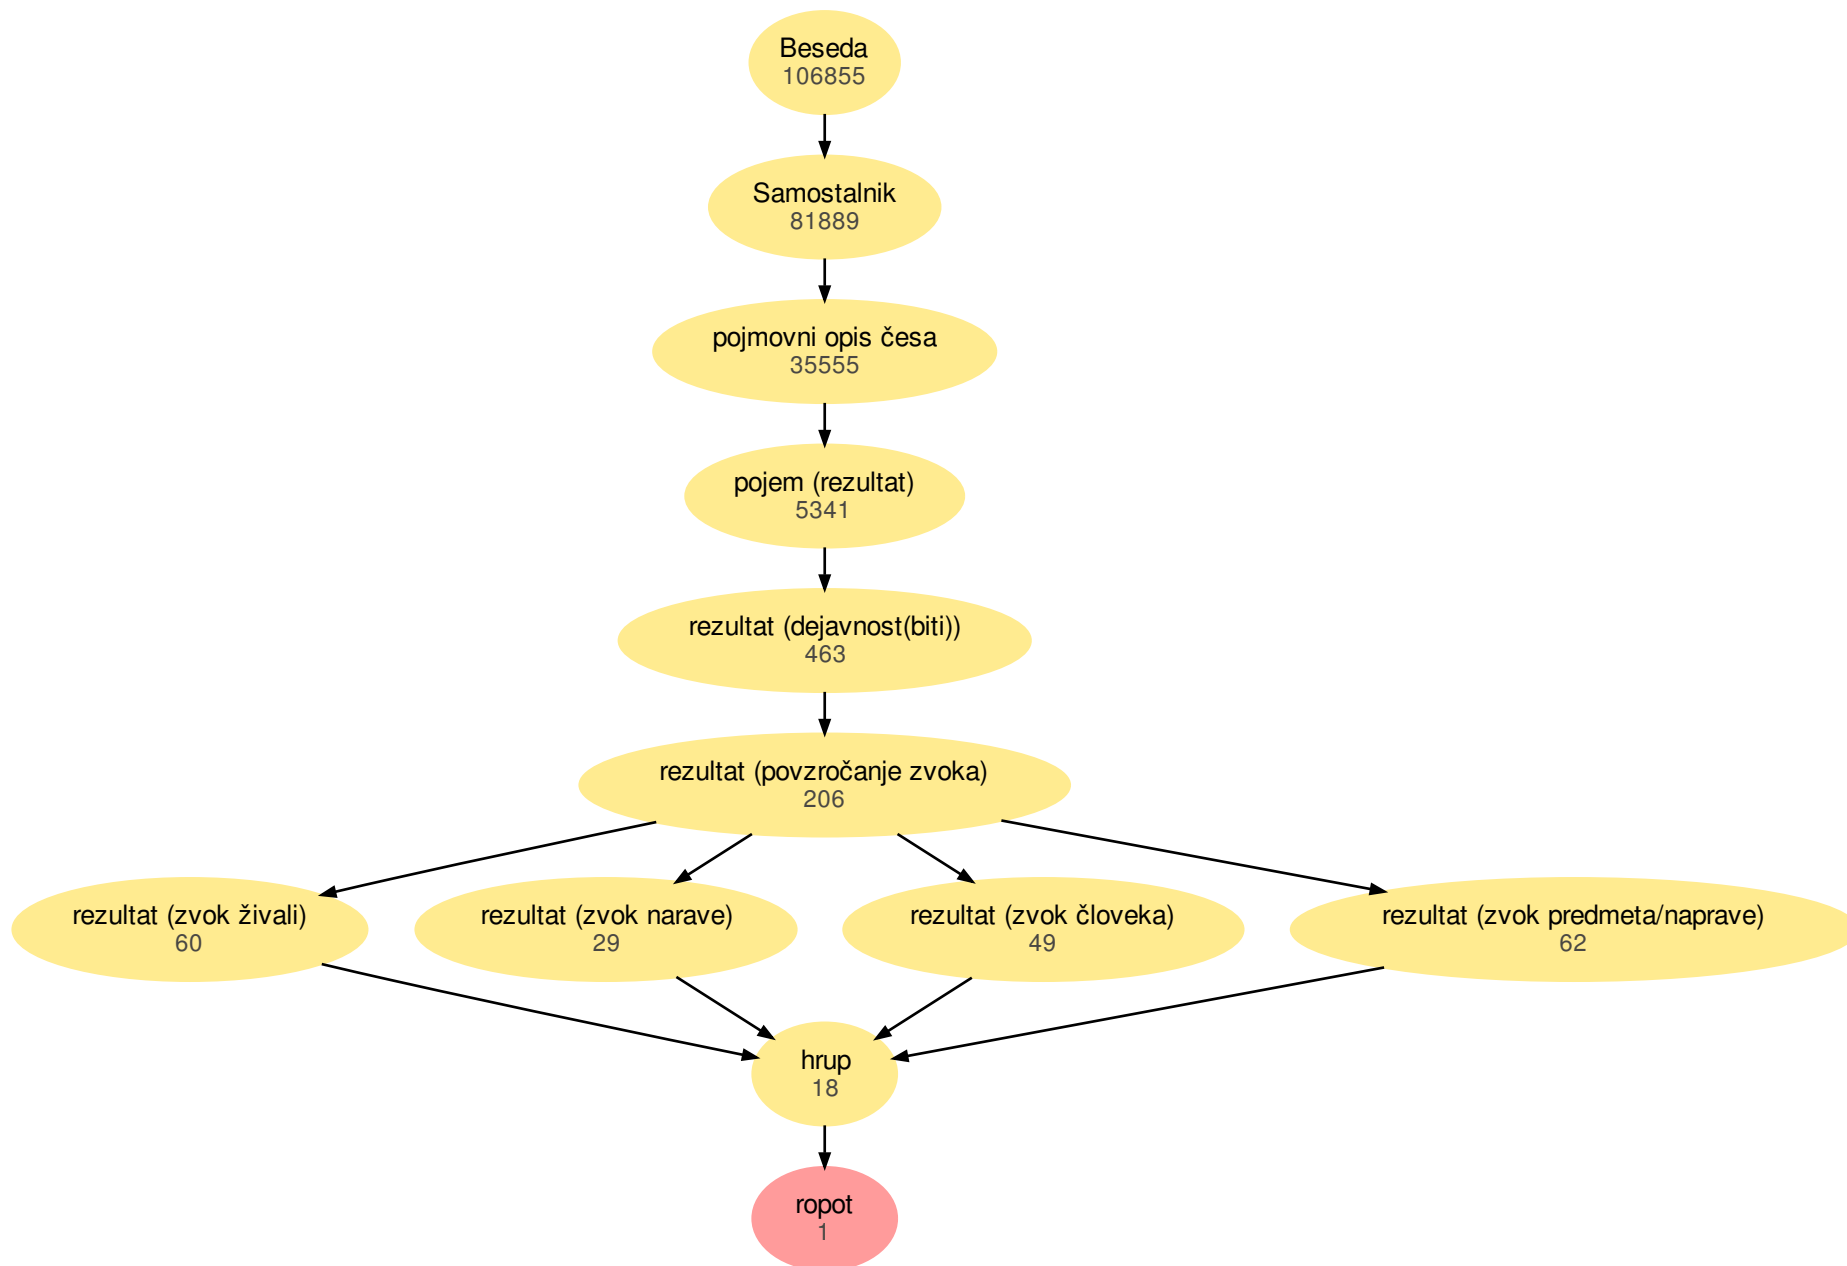 Beseda
106855
Samostalnik
81889
pojmovni opis česa
35555
pojem (rezultat)
5341
rezultat (dejavnost(biti))
463
rezultat (povzročanje zvoka)
206
rezultat (zvok živali)
60
rezultat (zvok narave)
29
rezultat (zvok človeka)
49
rezultat (zvok predmeta/naprave)
62
hrup
18
ropot
1